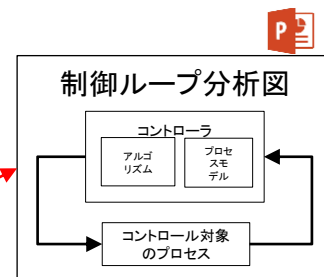 P
制御ループ分析図
コントローラ
アルゴ
リズム
プロセ
スモ
デル
コントロール対象
のプロセス